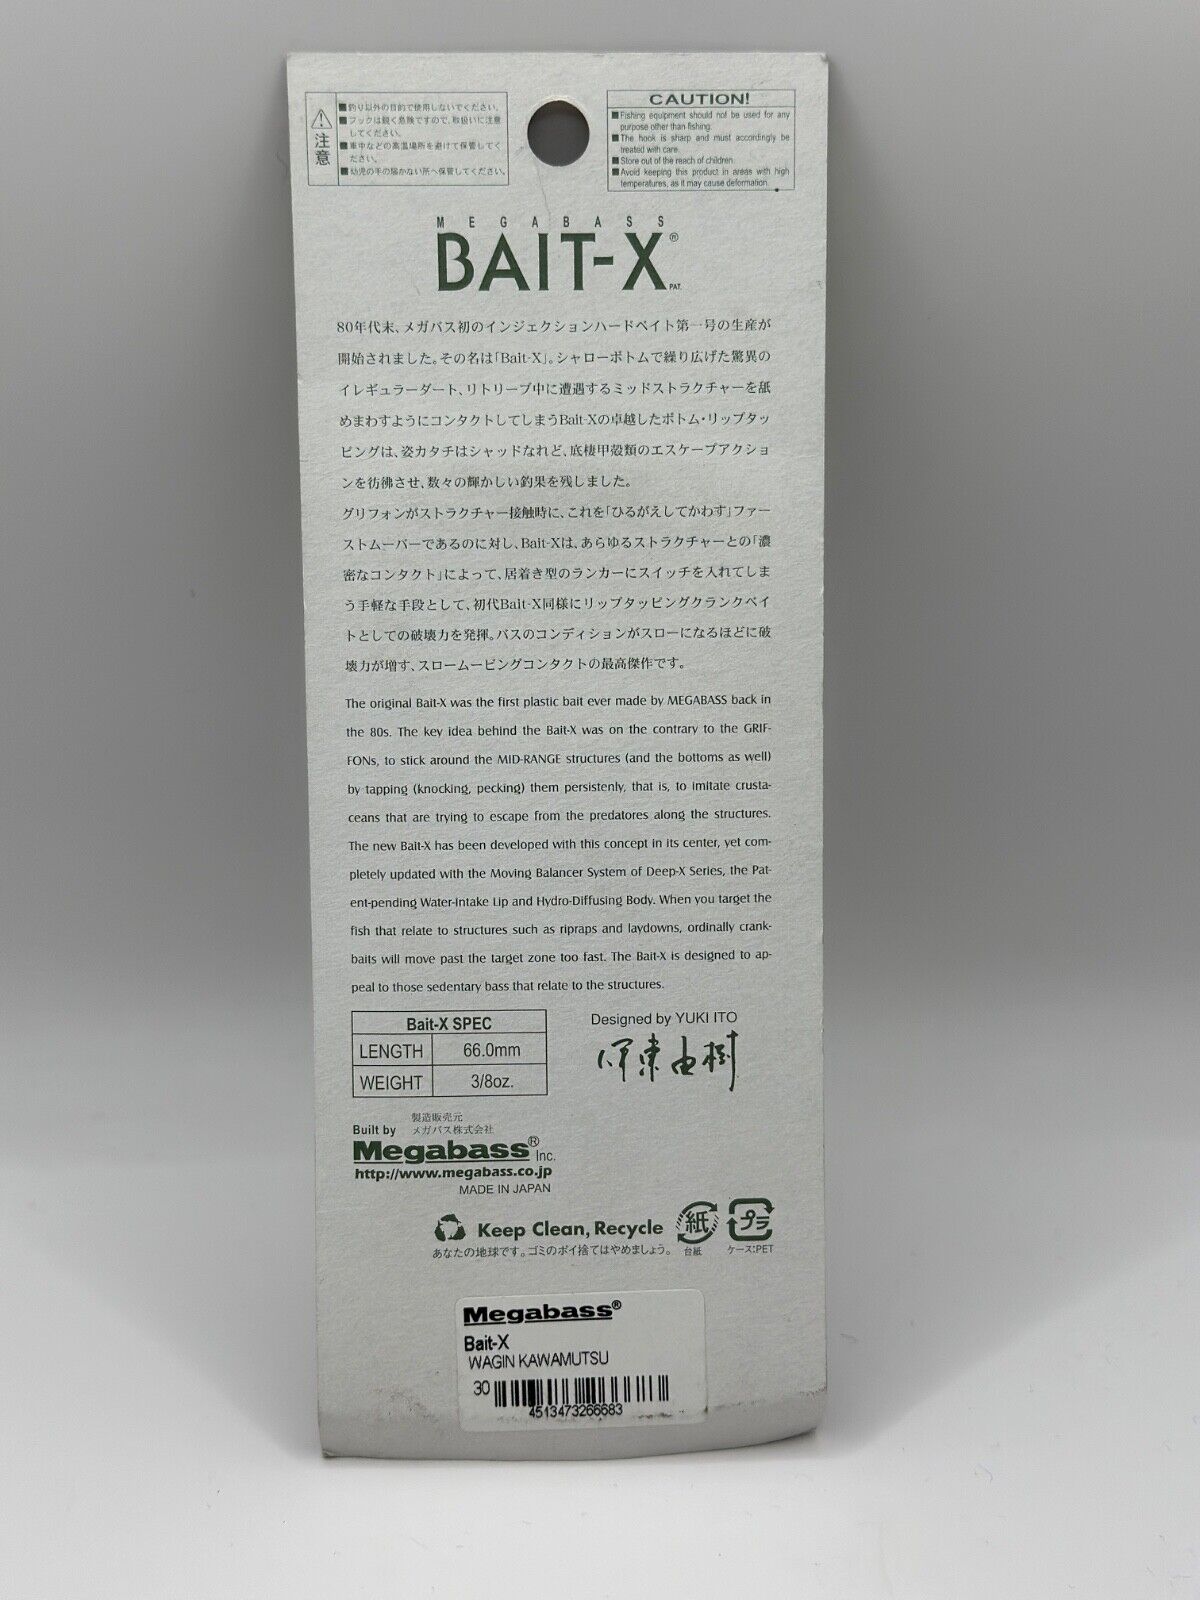 注意
■釣り以外の目的で使用しないでください。
■フックは鋭く危険ですので、取扱いに注意
してください。
■車中などの高温場所を避けて保管してく
ださい。
■幼児の手の届かない所へ保管してください。
CAUTION!
■Fishing equipment should not be used for any
purpose other than fishing.
■The hook is sharp and must accordingly be
treated with care.
■Store out of the reach of children.
■Avoid keeping this product in areas with high
temperatures, as it may cause deformation.
MEGABASS
BAIT-X®
PAT.
80年代末、メガバス初のインジェクションハードベイト第一号の生産が
開始されました。その名は「Bait-X」。シャローボトムで繰り広げた驚異の
イレギュラーダート、リトリーブ中に遭遇するミッドストラクチャーを舐
めまわすようにコンタクトしてしまうBait-Xの卓越したボトム・リップタッ
ピングは、姿カタチはシャッドなれど、底棲甲殻類のエスケープアクショ
ンを彷彿させ、数々の輝かしい釣果を残しました。
グリフォンがストラクチャー接触時に、これを「ひるがえしてかわす」ファー
ストムーバーであるのに対し、Bait-Xは、あらゆるストラクチャーとの「濃
密なコンタクト」によって、居着き型のランカーにスイッチを入れてしま
う手軽な手段として、初代Bait-X同様にリップタッピングクランクベイ
トとしての破壊力を発揮。バスのコンディションがスローになるほどに破
壊力が増す、スロームービングコンタクトの最高傑作です。
The original Bait-X was the first plastic bait ever made by MEGABASS back in
the 80s. The key idea behind the Bait-X was on the contrary to the GRIF-
FONs, to stick around the MID-RANGE structures (and the bottoms as well)
by tapping (knocking, pecking) them persistenly, that is, to imitate crusta-
ceans that are trying to escape from the predatores along the structures.
The new Bait-X has been developed with this concept in its center, yet com-
pletely updated with the Moving Balancer System of Deep-X Series, the Pat-
ent-pending Water-Intake Lip and Hydro-Diffusing Body. When you target the
fish that relate to structures such as ripraps and laydowns, ordinally crank-
baits will move past the target zone too fast. The Bait-X is designed to ap-
peal to those sedentary bass that relate to the structures.
Bait-X SPEC
LENGTH 66.0mm
WEIGHT 3/8oz.
Designed by YUKI ITO
伊東由樹
製造販売元
Built by メガバス株式会社
Megabass® Inc.
http://www.megabass.co.jp
MADE IN JAPAN
Keep Clean, Recycle
あなたの地球です。ゴミのポイ捨てはやめましょう。
紙
台紙
プラ
ケース:PET
Megabass®
Bait-X
WAGIN KAWAMUTSU
30
4513473266683